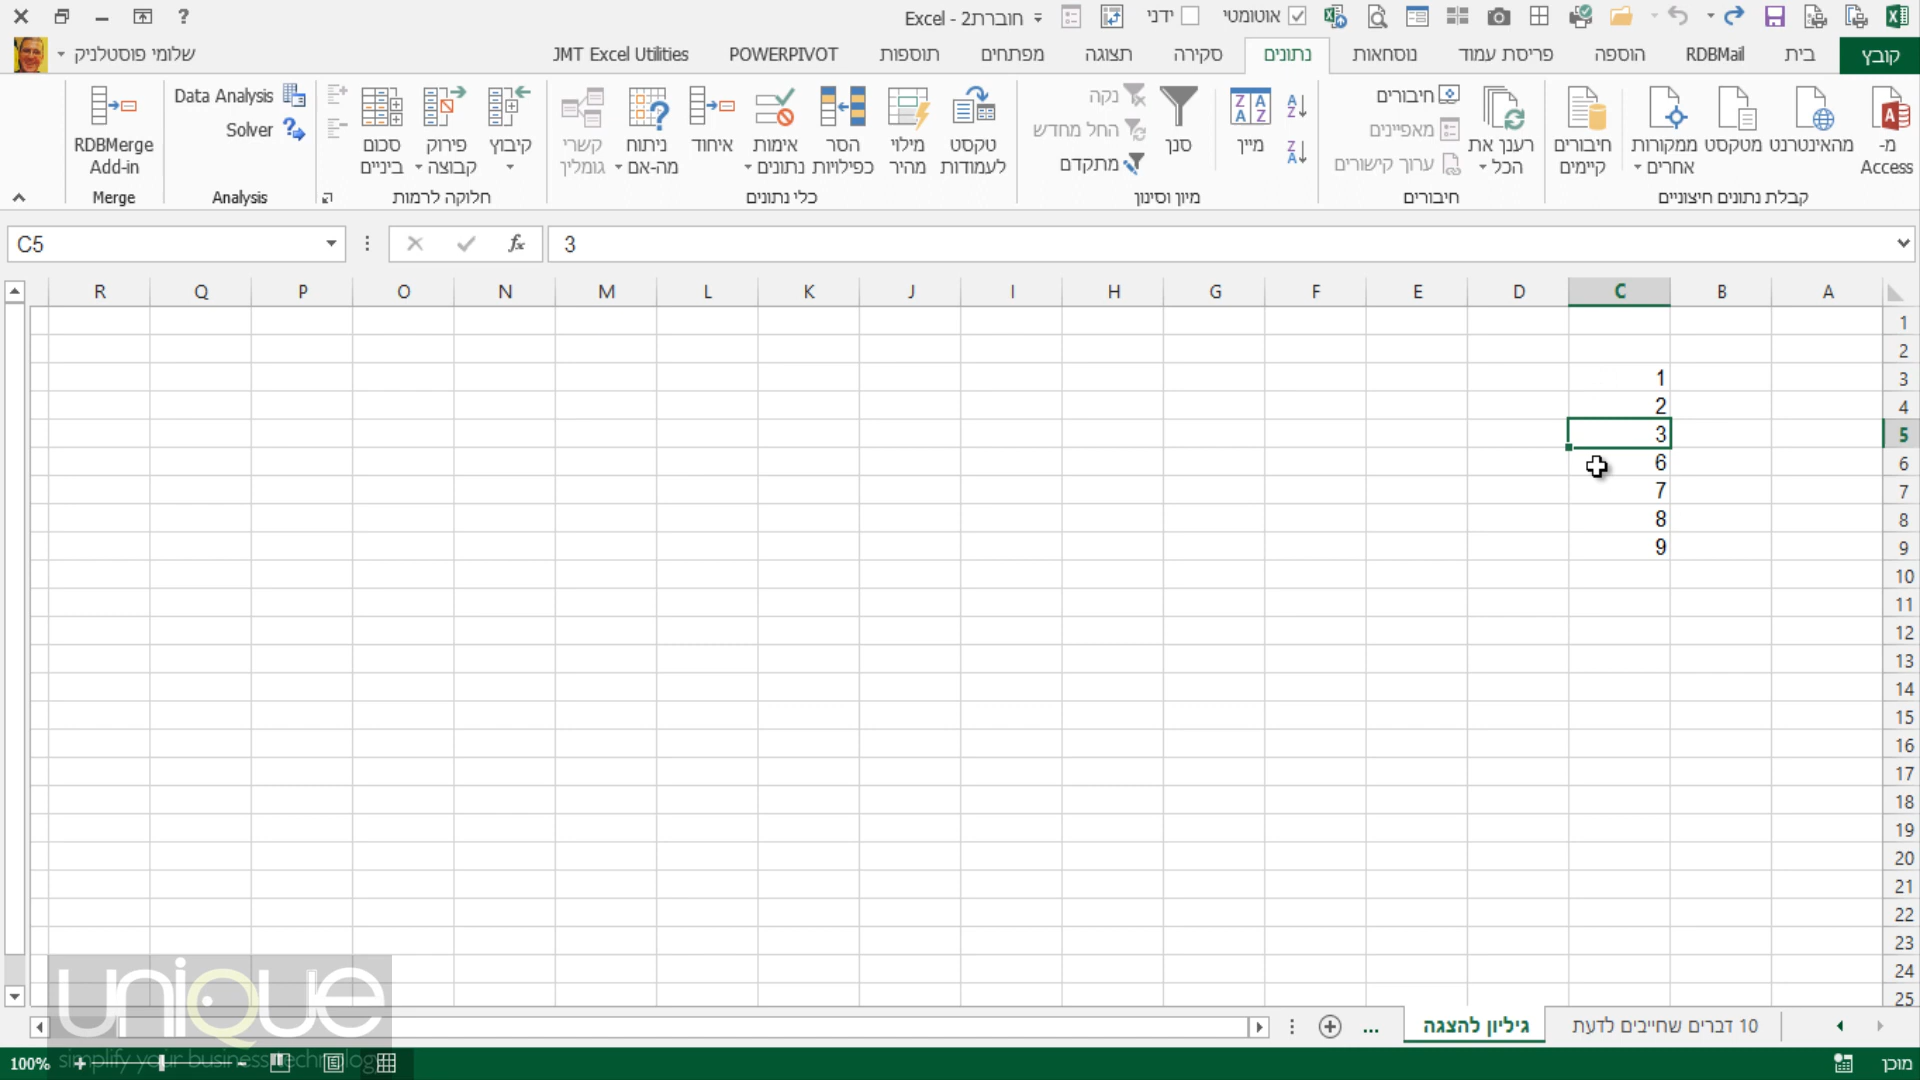 חוברת2 - Excel
ידני
אוטומטי
קובץ
בית
RDBMail
הוספה
פריסת עמוד
נוסחאות
נתונים
סקירה
תצוגה
מפתחים
תוספות
POWERPIVOT
JMT Excel Utilities
שלומי פוסטלניק
מ-
Access
מהאינטרנט
מטקסט
ממקורות
אחרים
חיבורים
קיימים
קבלת נתונים חיצוניים
רענן את
הכל
חיבורים
מאפיינים
ערוך קישורים
חיבורים
מיין
סנן
נקה
החל מחדש
מתקדם
מיון וסינון
טקסט
לעמודות
מילוי
מהיר
הסר
כפילויות
אימות
נתונים
איחוד
ניתוח
מה-אם
קשרי
גומלין
כלי נתונים
קיבוץ
פירוק
קבוצה
סכום
ביניים
חלוקה לרמות
Data Analysis
Solver
Analysis
RDBMerge
Add-in
Merge
C5
fx
3
A B C D E F G H I J K L M N O P Q R
1
2
3 1
4 2
5 3
6 6
7 7
8 8
9 9
10
11
12
13
14
15
16
17
18
19
20
21
22
23
24
25
10 דברים שחייבים לדעת
גיליון להצגה
...
unique
simplify your business technology
מוכן
100%